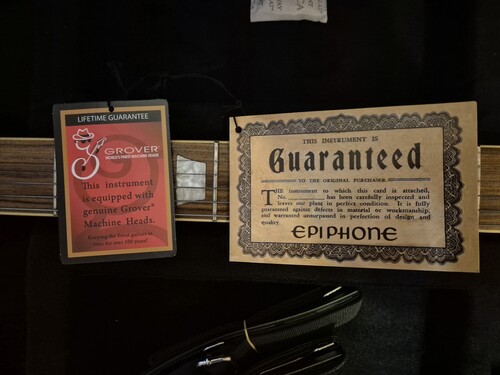 LIFETIME GUARANTEE
GROVER
WORLD'S FINEST MACHINE HEADS
This instrument
is equipped with
genuine Grover®
Machine Heads.
Keeping the finest guitars in
tune for over 100 years!
THIS INSTRUMENT IS
Guaranteed
TO THE ORIGINAL PURCHASER
THE instrument to which this card is attached,
No. has been carefully inspected and
leaves our plant in perfect condition. It is fully
guaranteed against defects in material or workmanship,
and warranted unsurpassed in perfection of design and
quality.
EPIPHONE